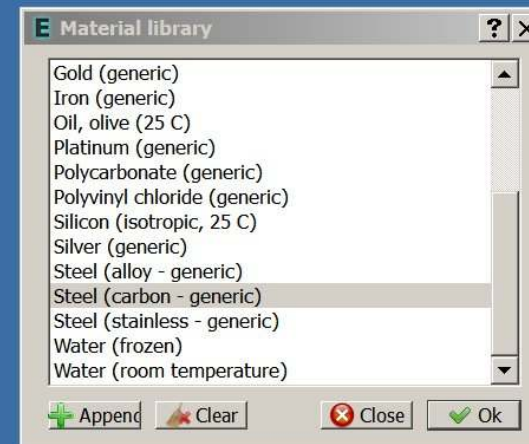 E Material library ?
Gold (generic)
Iron (generic)
Oil, olive (25 C)
Platinum (generic)
Polycarbonate (generic)
Polyvinyl chloride (generic)
Silicon (isotropic, 25 C)
Silver (generic)
Steel (alloy - generic)
Steel (carbon - generic)
Steel (stainless - generic)
Water (frozen)
Water (room temperature)
Append Clear Close Ok